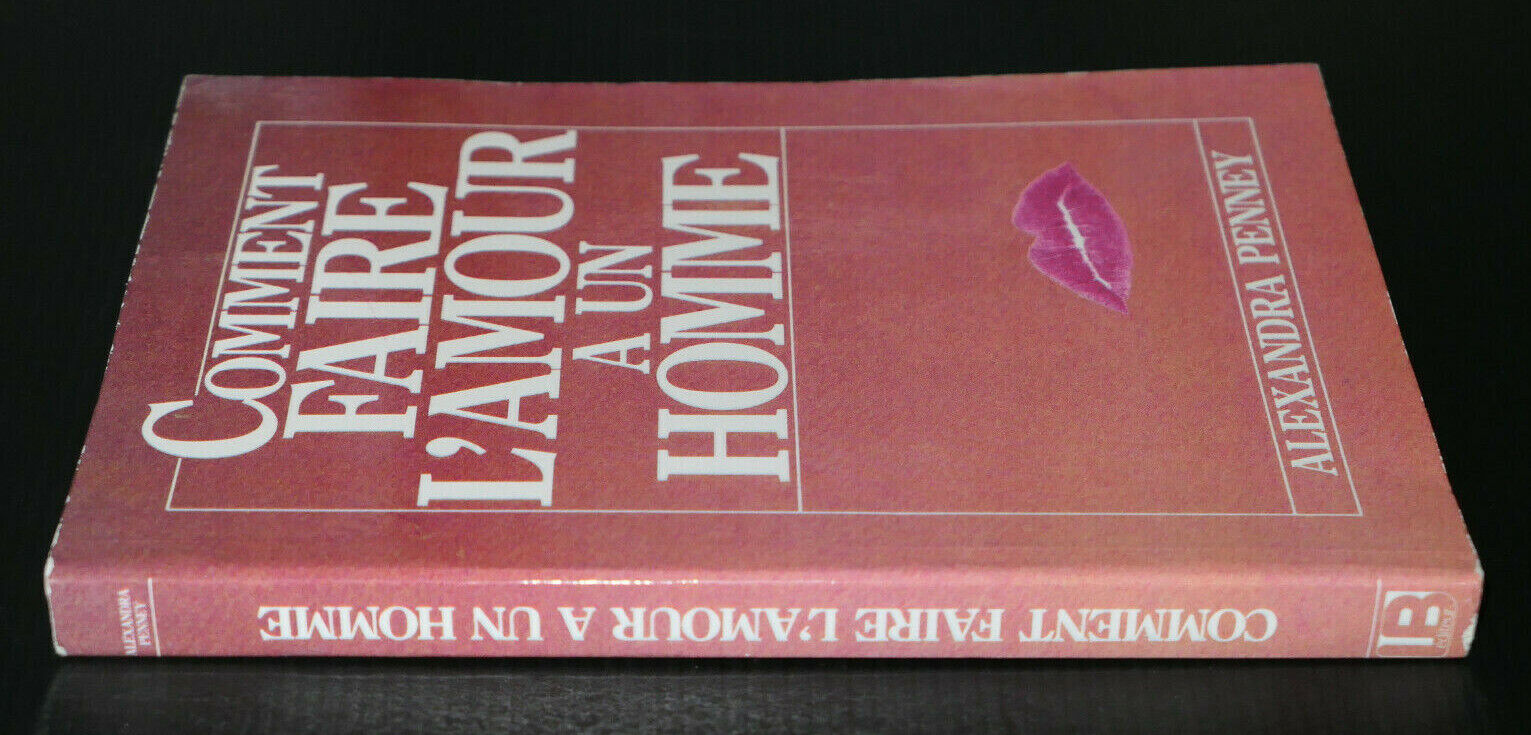 COMMENT
FAIRE
L'AMOUR
A UN
HOMME
ALEXANDRA PENNEY
ALEXANDRA
PENNEY
COMMENT FAIRE L'AMOUR A UN HOMME